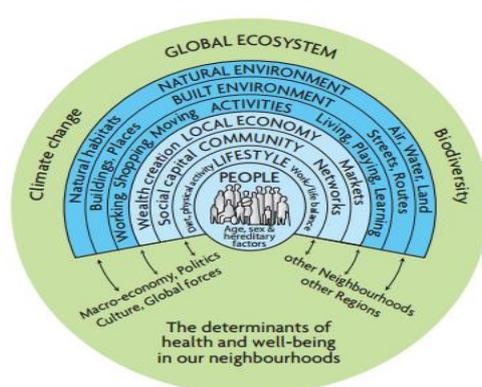 GLOBAL ECOSYSTEM
Climate change
Biodiversity
NATURAL ENVIRONMENT
Natural habitats
Air, Water, Land
BUILT ENVIRONMENT
Buildings, Places
Streets, Routes
ACTIVITIES
Working, Shopping, Moving
Living, Playing, Learning
LOCAL ECONOMY
Wealth creation
Markets
COMMUNITY
Social capital
Networks
LIFESTYLE
Diet, physical activity
Work/life balance
PEOPLE
Age, sex &
hereditary
factors
Macro-economy, Politics
Culture, Global forces
other Neighbourhoods
other Regions
The determinants of
health and well-being
in our neighbourhoods